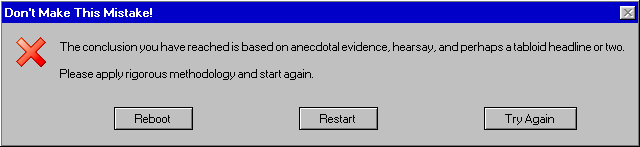 Don't Make This Mistake!
The conclusion you have reached is based on anecdotal evidence, hearsay, and perhaps a tabloid headline or two.
Please apply rigorous methodology and start again.
Reboot Restart Try Again